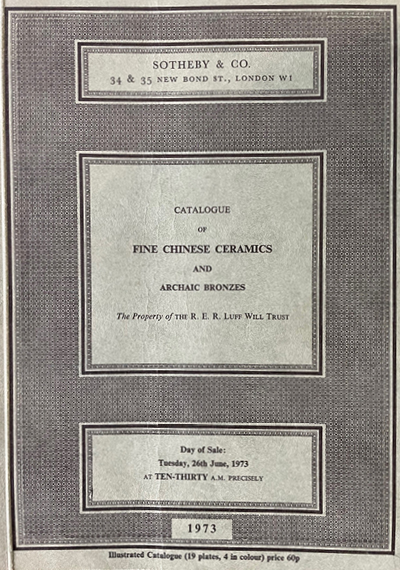 SOTHEBY & CO.
34 & 35 NEW BOND ST., LONDON W1
CATALOGUE
OF
FINE CHINESE CERAMICS
AND
ARCHAIC BRONZES
The Property of THE R. E. R. LUFF WILL TRUST
Day of Sale:
Tuesday, 26th June, 1973
AT TEN-THIRTY A.M. PRECISELY
1973
Illustrated Catalogue (19 plates, 4 in colour) price 60p